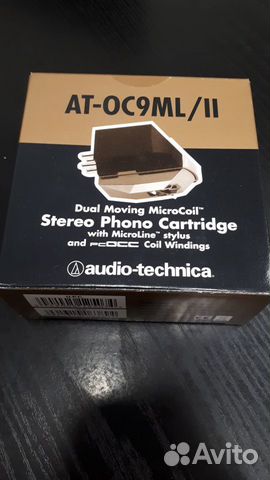 AT-OC9ML/II
Dual Moving MicroCoil™
Stereo Phono Cartridge
with MicroLine™ stylus
and PCOCC Coil Windings
audio-technica
Avito